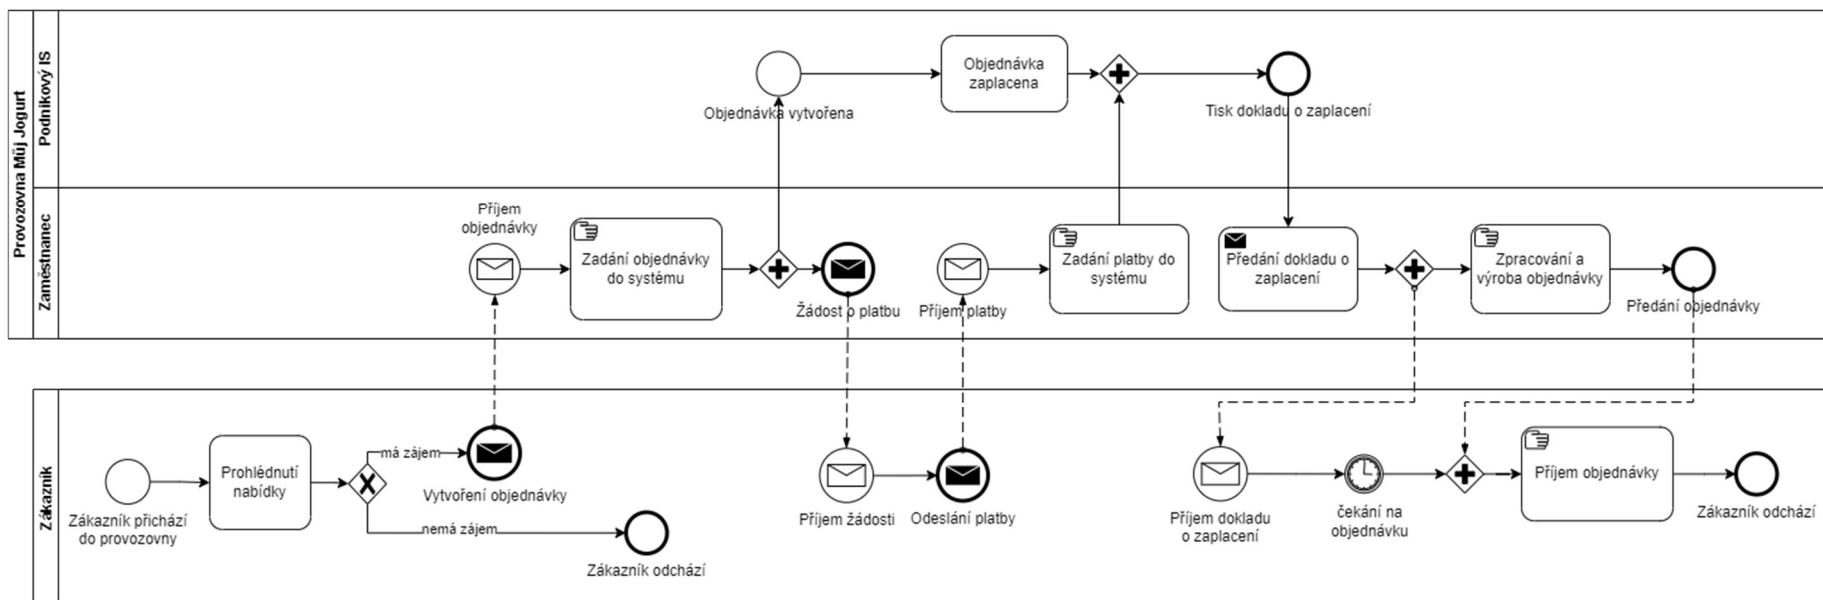 Provozovna Můj Jogurt
Podnikový IS
Objednávka
zaplacena
Objednávka vytvořena
Tisk dokladu o zaplacení
Zaměstnanec
Příjem
objednávky
Zadání objednávky
do systému
Žádost o platbu
Příjem platby
Zadání platby do
systému
Předání dokladu o
zaplacení
Zpracování a
výroba objednávky
Předání objednávky
Zákazník
Zákazník přichází
do provozovny
Prohlédnutí
nabídky
má zájem
Vytvoření objednávky
nemá zájem
Zákazník odchází
Příjem žádosti
Odeslání platby
Příjem dokladu
o zaplacení
čekání na
objednávku
Příjem objednávky
Zákazník odchází